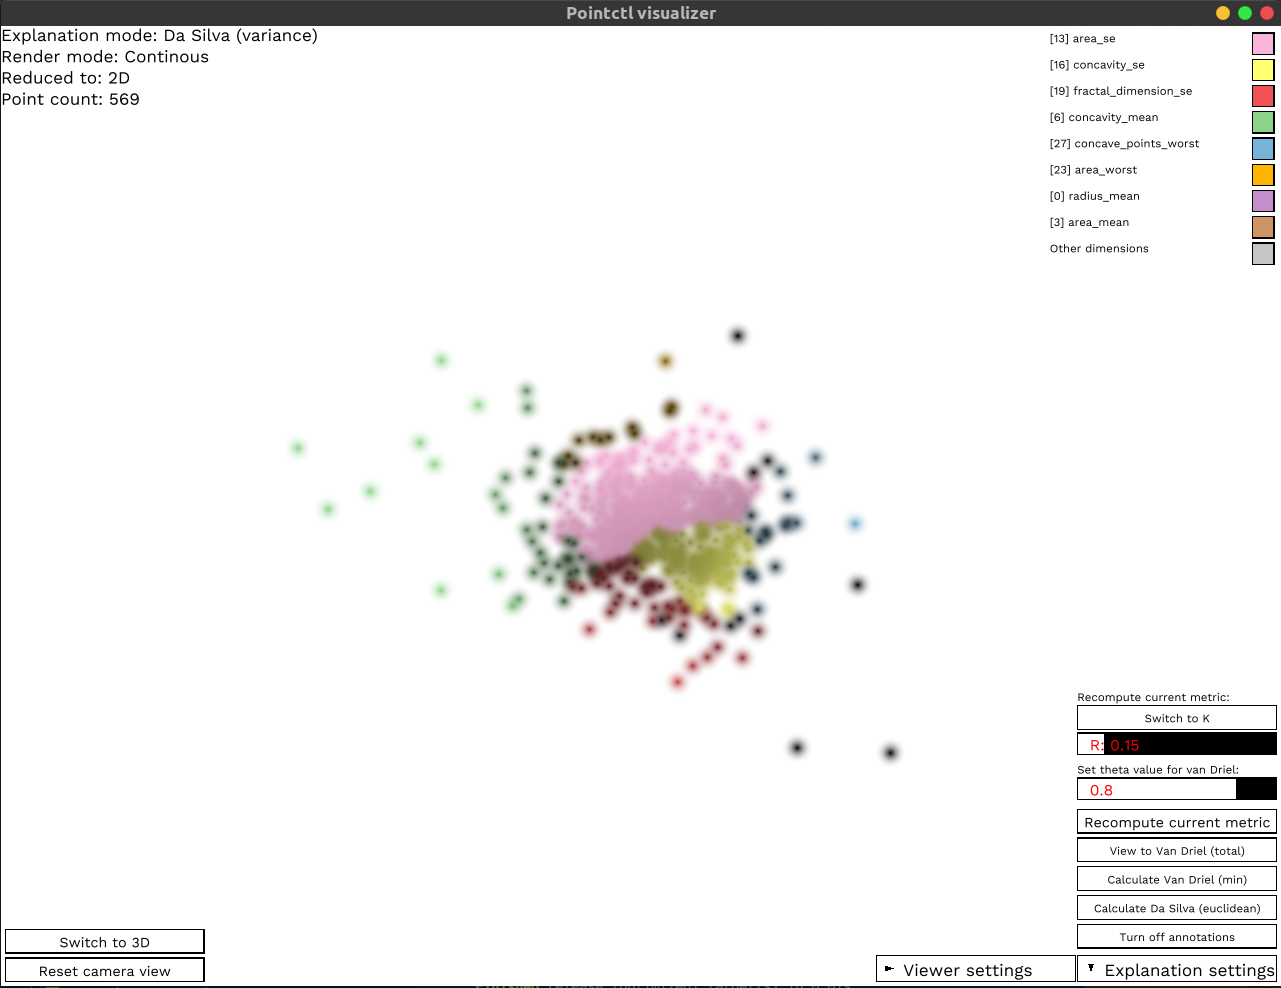 Pointctl visualizer
Explanation mode: Da Silva (variance)
Render mode: Continous
Reduced to: 2D
Point count: 569
[13] area_se
[16] concavity_se
[19] fractal_dimension_se
[6] concavity_mean
[27] concave_points_worst
[23] area_worst
[0] radius_mean
[3] area_mean
Other dimensions
Recompute current metric:
Switch to K
R: 0.15
Set theta value for van Driel:
0.8
Recompute current metric
View to Van Driel (total)
Calculate Van Driel (min)
Calculate Da Silva (euclidean)
Turn off annotations
Switch to 3D
Reset camera view
Viewer settings
Explanation settings